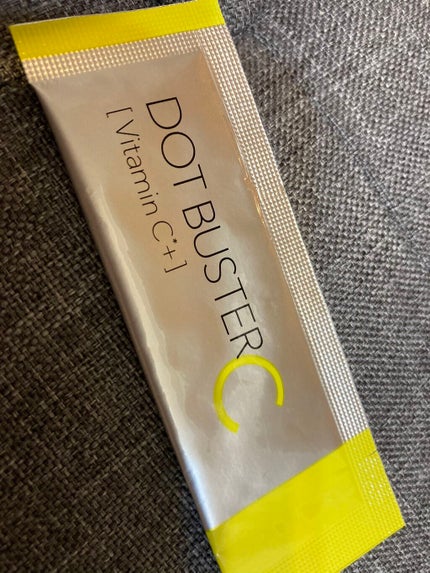 DOT BUSTER C
[ Vitamin C*+ ]